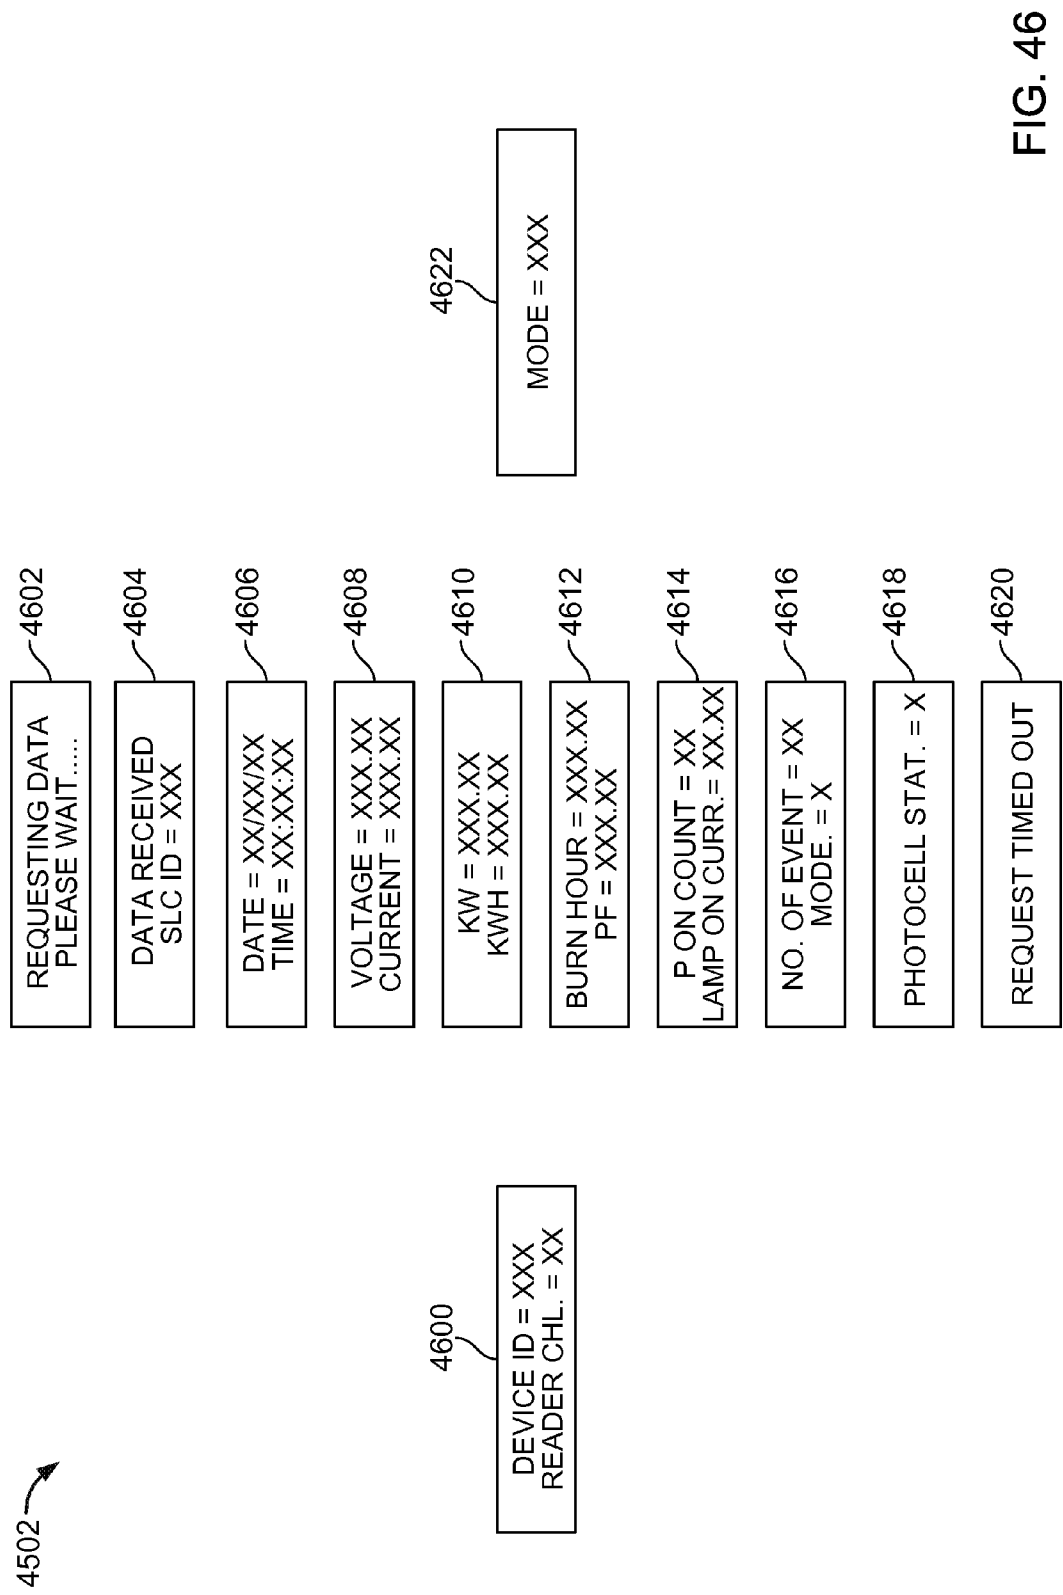 4502
4600
DEVICE ID = XXX
READER CHL. = XX
4602
REQUESTING DATA
PLEASE WAIT.....
4604
DATA RECEIVED
SLC ID = XXX
4606
DATE = XX/XX/XX
TIME = XX:XX:XX
4608
VOLTAGE = XXX.XX
CURRENT = XXX.XX
4610
KW = XXX.XX
KWH = XXX.XX
4612
BURN HOUR = XXX.XX
PF = XXX.XX
4614
P ON COUNT = XX
LAMP ON CURR.= XX.XX
4616
NO. OF EVENT = XX
MODE. = X
4618
PHOTOCELL STAT. = X
4620
REQUEST TIMED OUT
4622
MODE = XXX
FIG. 46